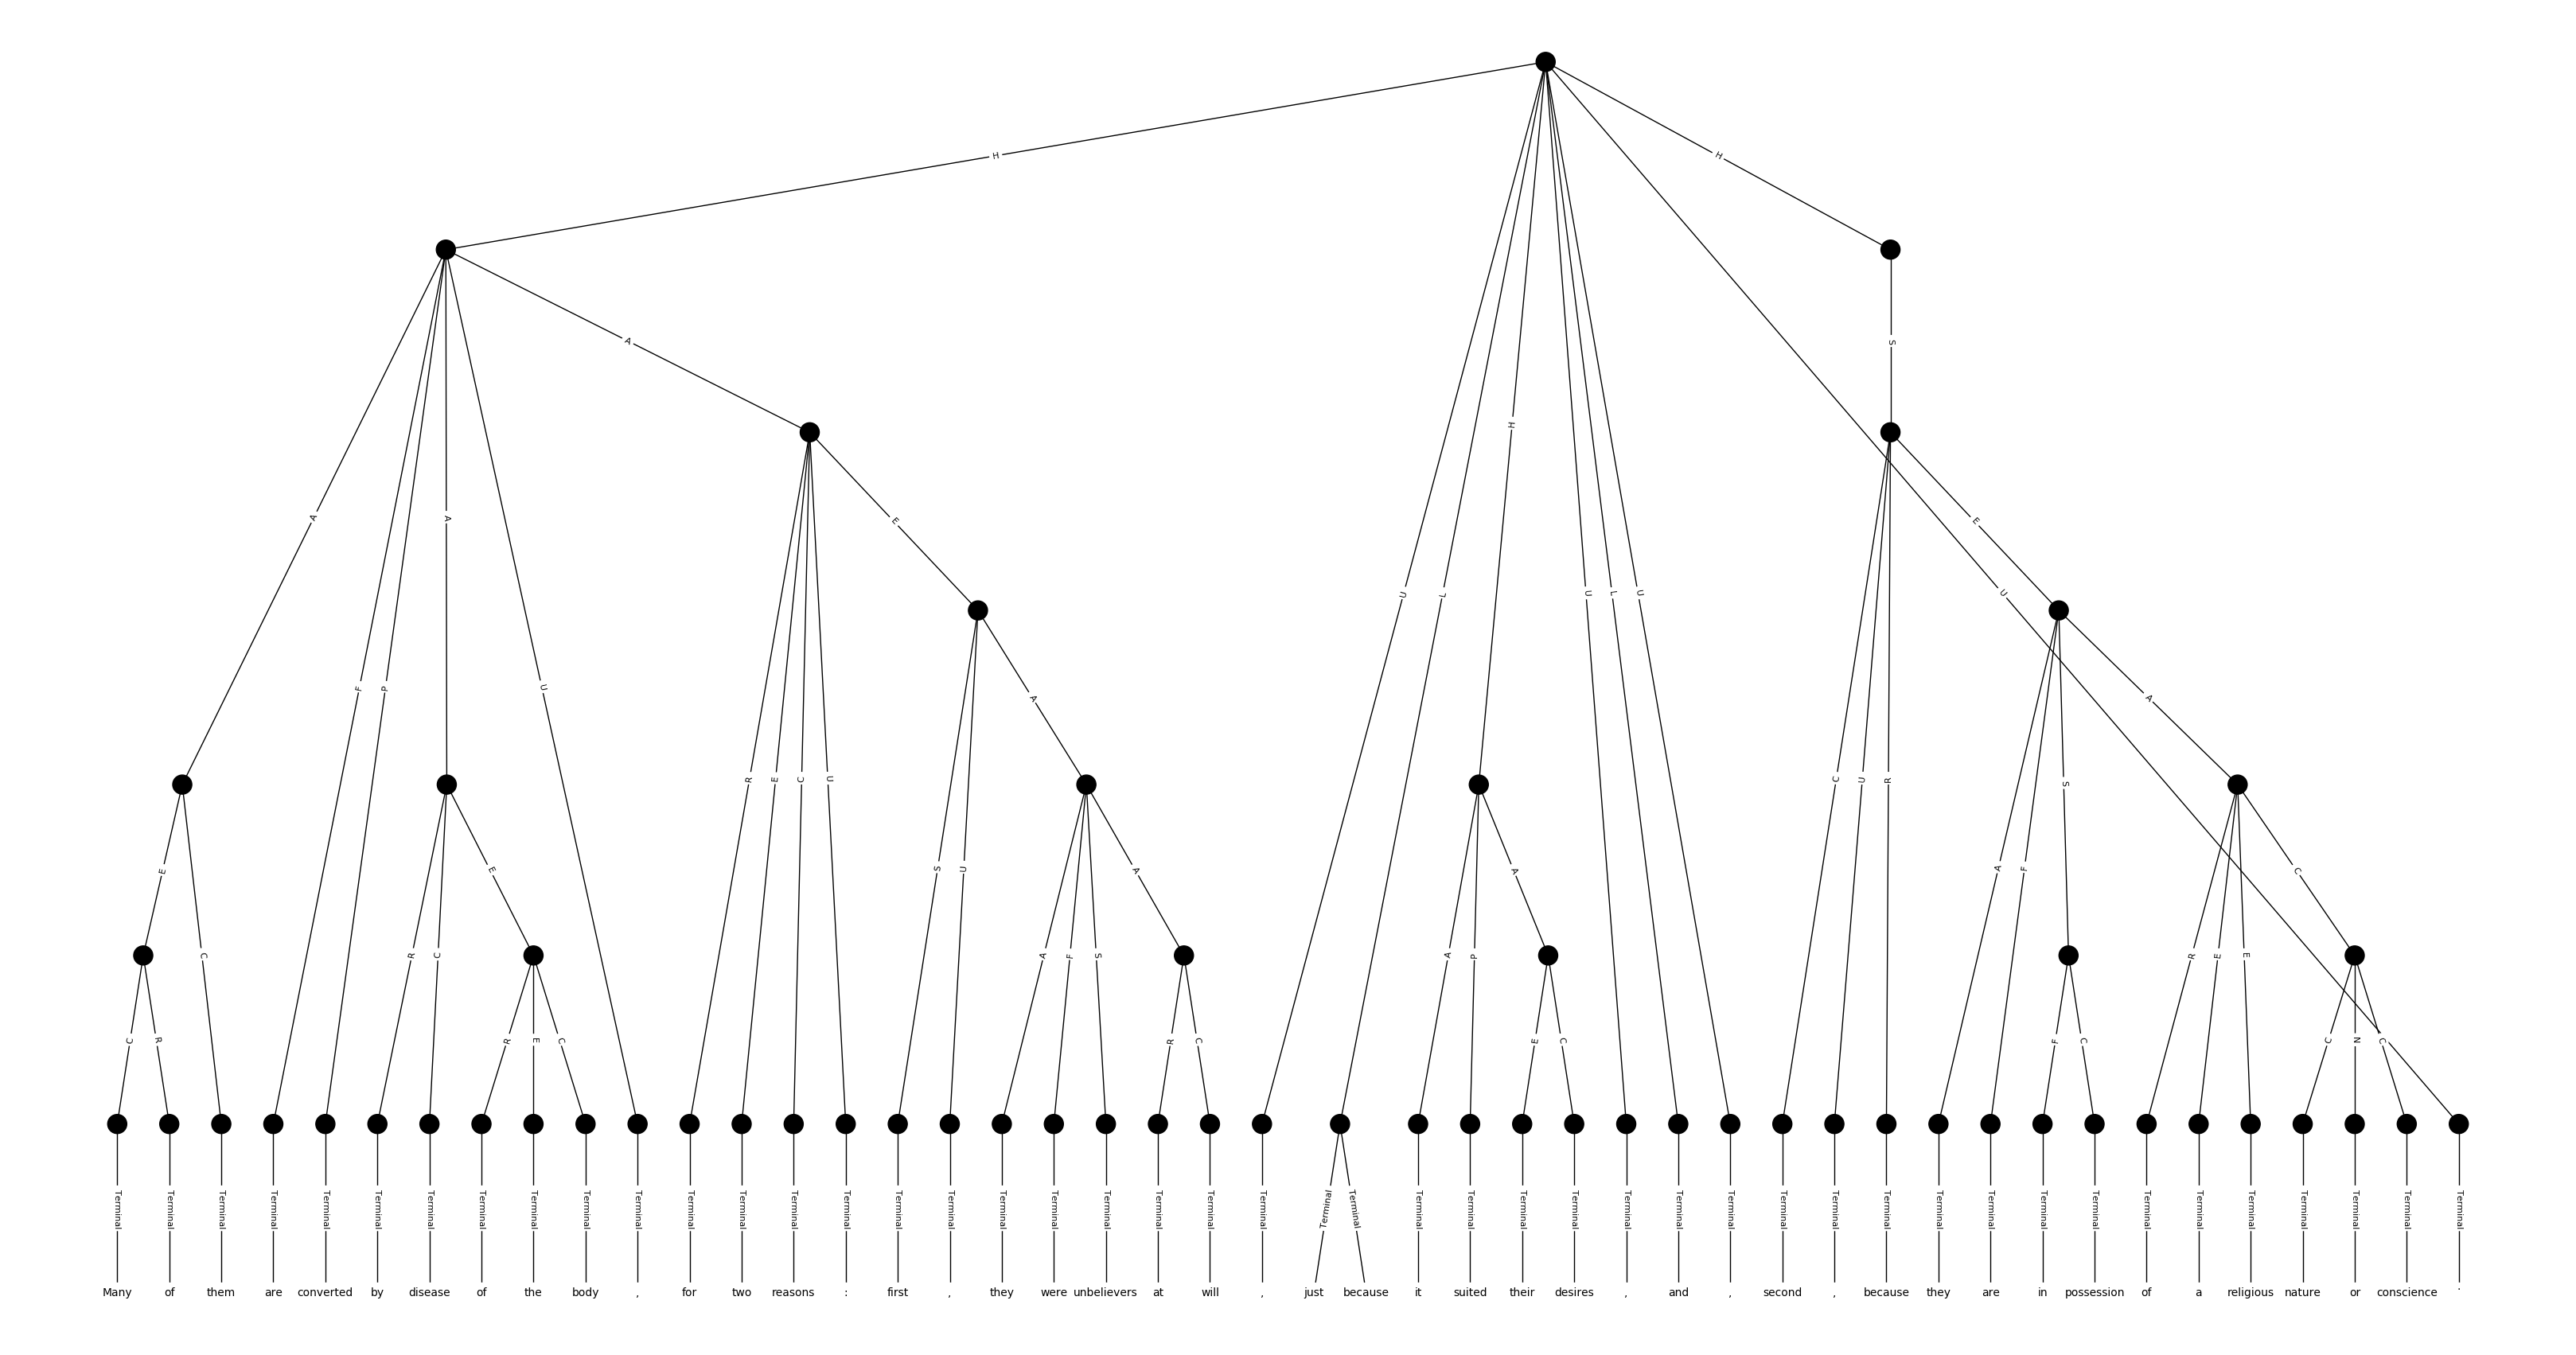 H H
S
A
H
A E E
A F P A U U L U L U U
A A
R E C U C U R S
E E S U A A A F A C
C R C A F S A P R E E
C R R E C R C E C F C C N C
Terminal Terminal Terminal Terminal Terminal Terminal Terminal Terminal Terminal Terminal Terminal Terminal Terminal Terminal Terminal Terminal Terminal Terminal Terminal Terminal Terminal Terminal Terminal Terminal Terminal Terminal Terminal Terminal Terminal Terminal Terminal Terminal Terminal Terminal Terminal Terminal Terminal Terminal Terminal Terminal Terminal Terminal Terminal Terminal Terminal Terminal
Many of them are converted by disease of the body , for two reasons : first , they were unbelievers at will , just because it suited their desires , and , second , because they are in possession of a religious nature or conscience .